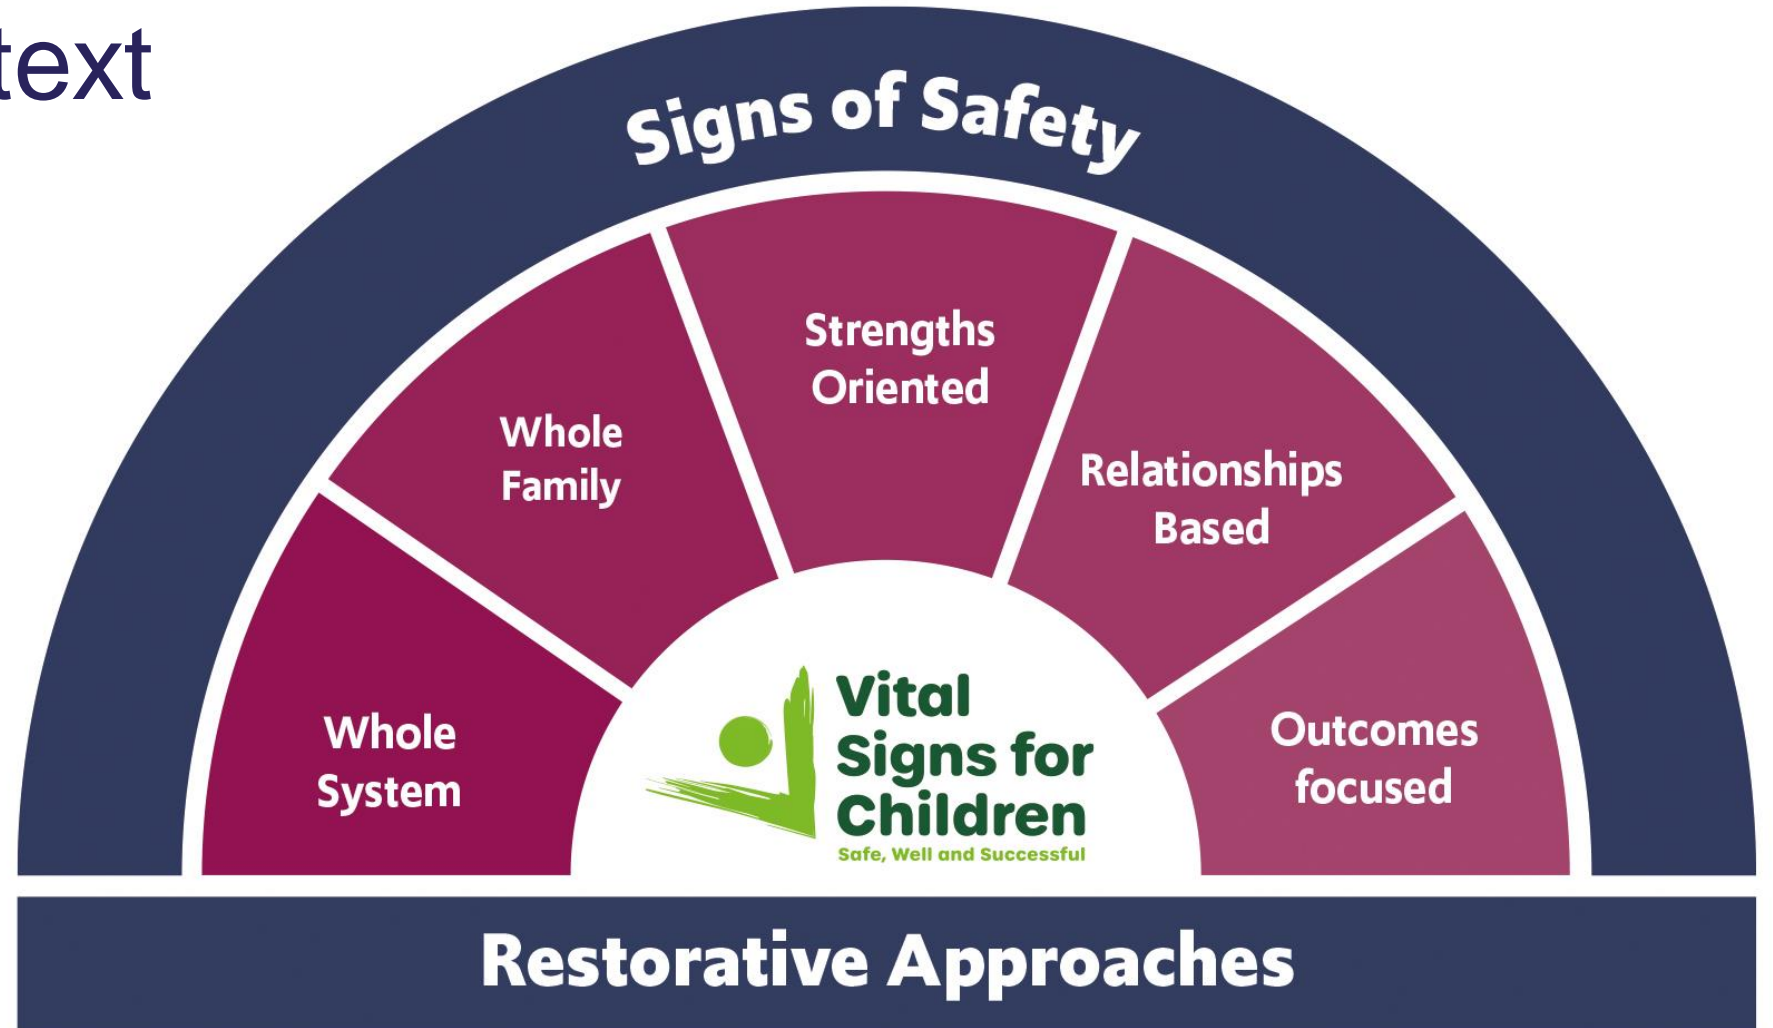 text
Signs of Safety
Strengths
Oriented
Whole
Family
Relationships
Based
Whole
System
Outcomes
focused
Vital
Signs for
Children
Safe, Well and Successful
Restorative Approaches